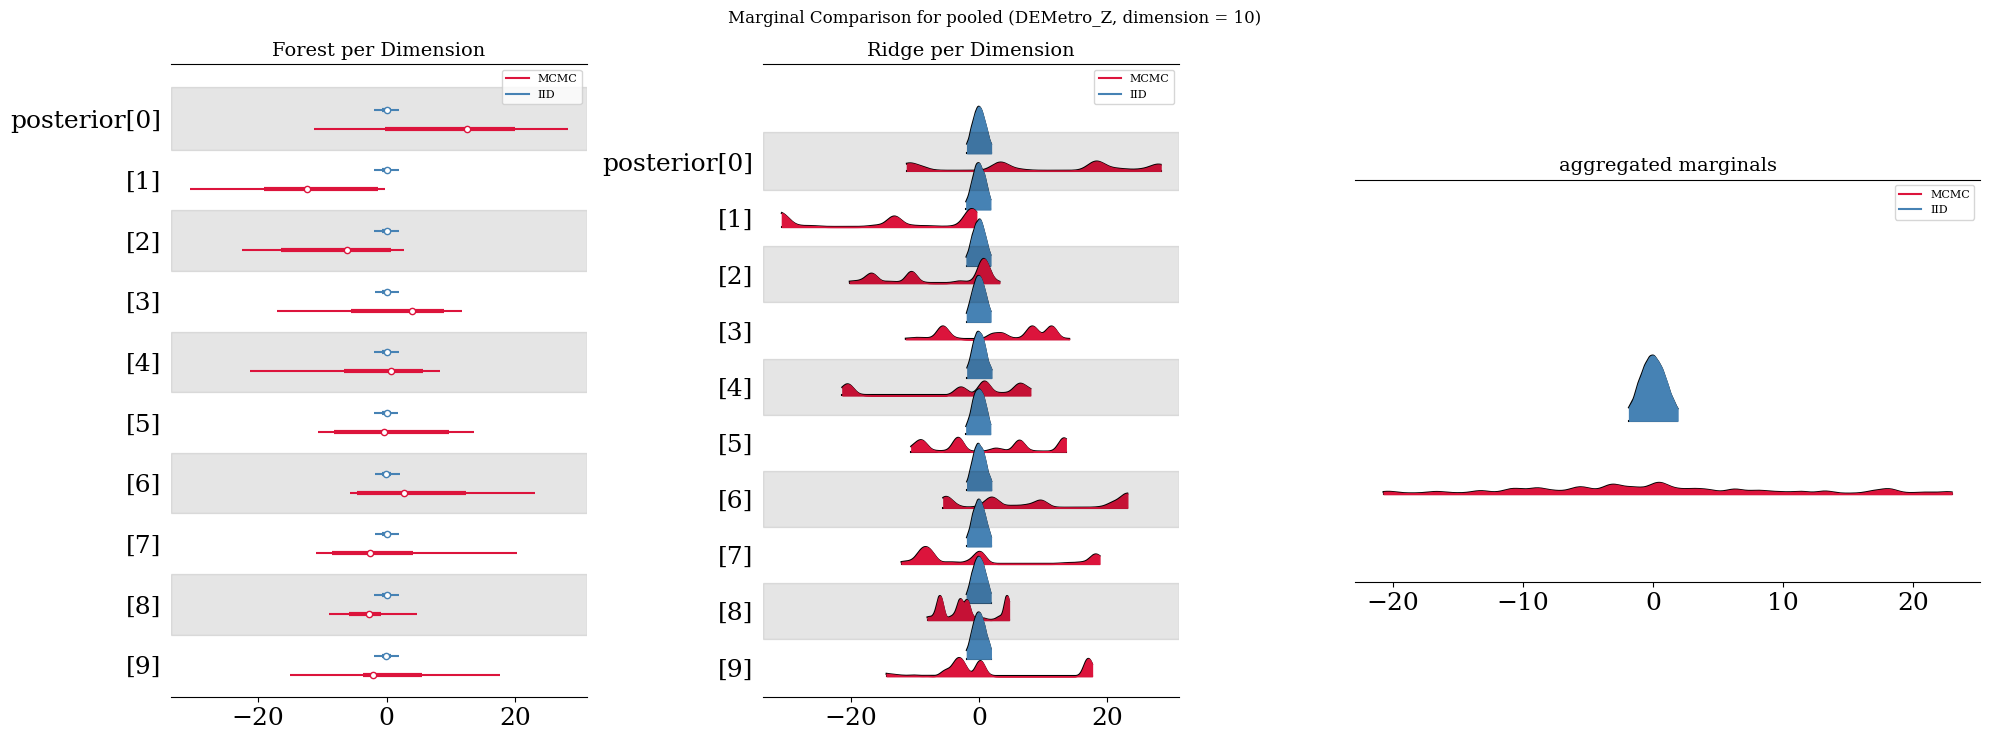 Marginal Comparison for pooled (DEMetro_Z, dimension = 10)
Forest per Dimension
MCMC
IID
posterior[0]
[1]
[2]
[3]
[4]
[5]
[6]
[7]
[8]
[9]
−20 0 20
Ridge per Dimension
MCMC
IID
posterior[0]
[1]
[2]
[3]
[4]
[5]
[6]
[7]
[8]
[9]
−20 0 20
aggregated marginals
MCMC
IID
−20 −10 0 10 20